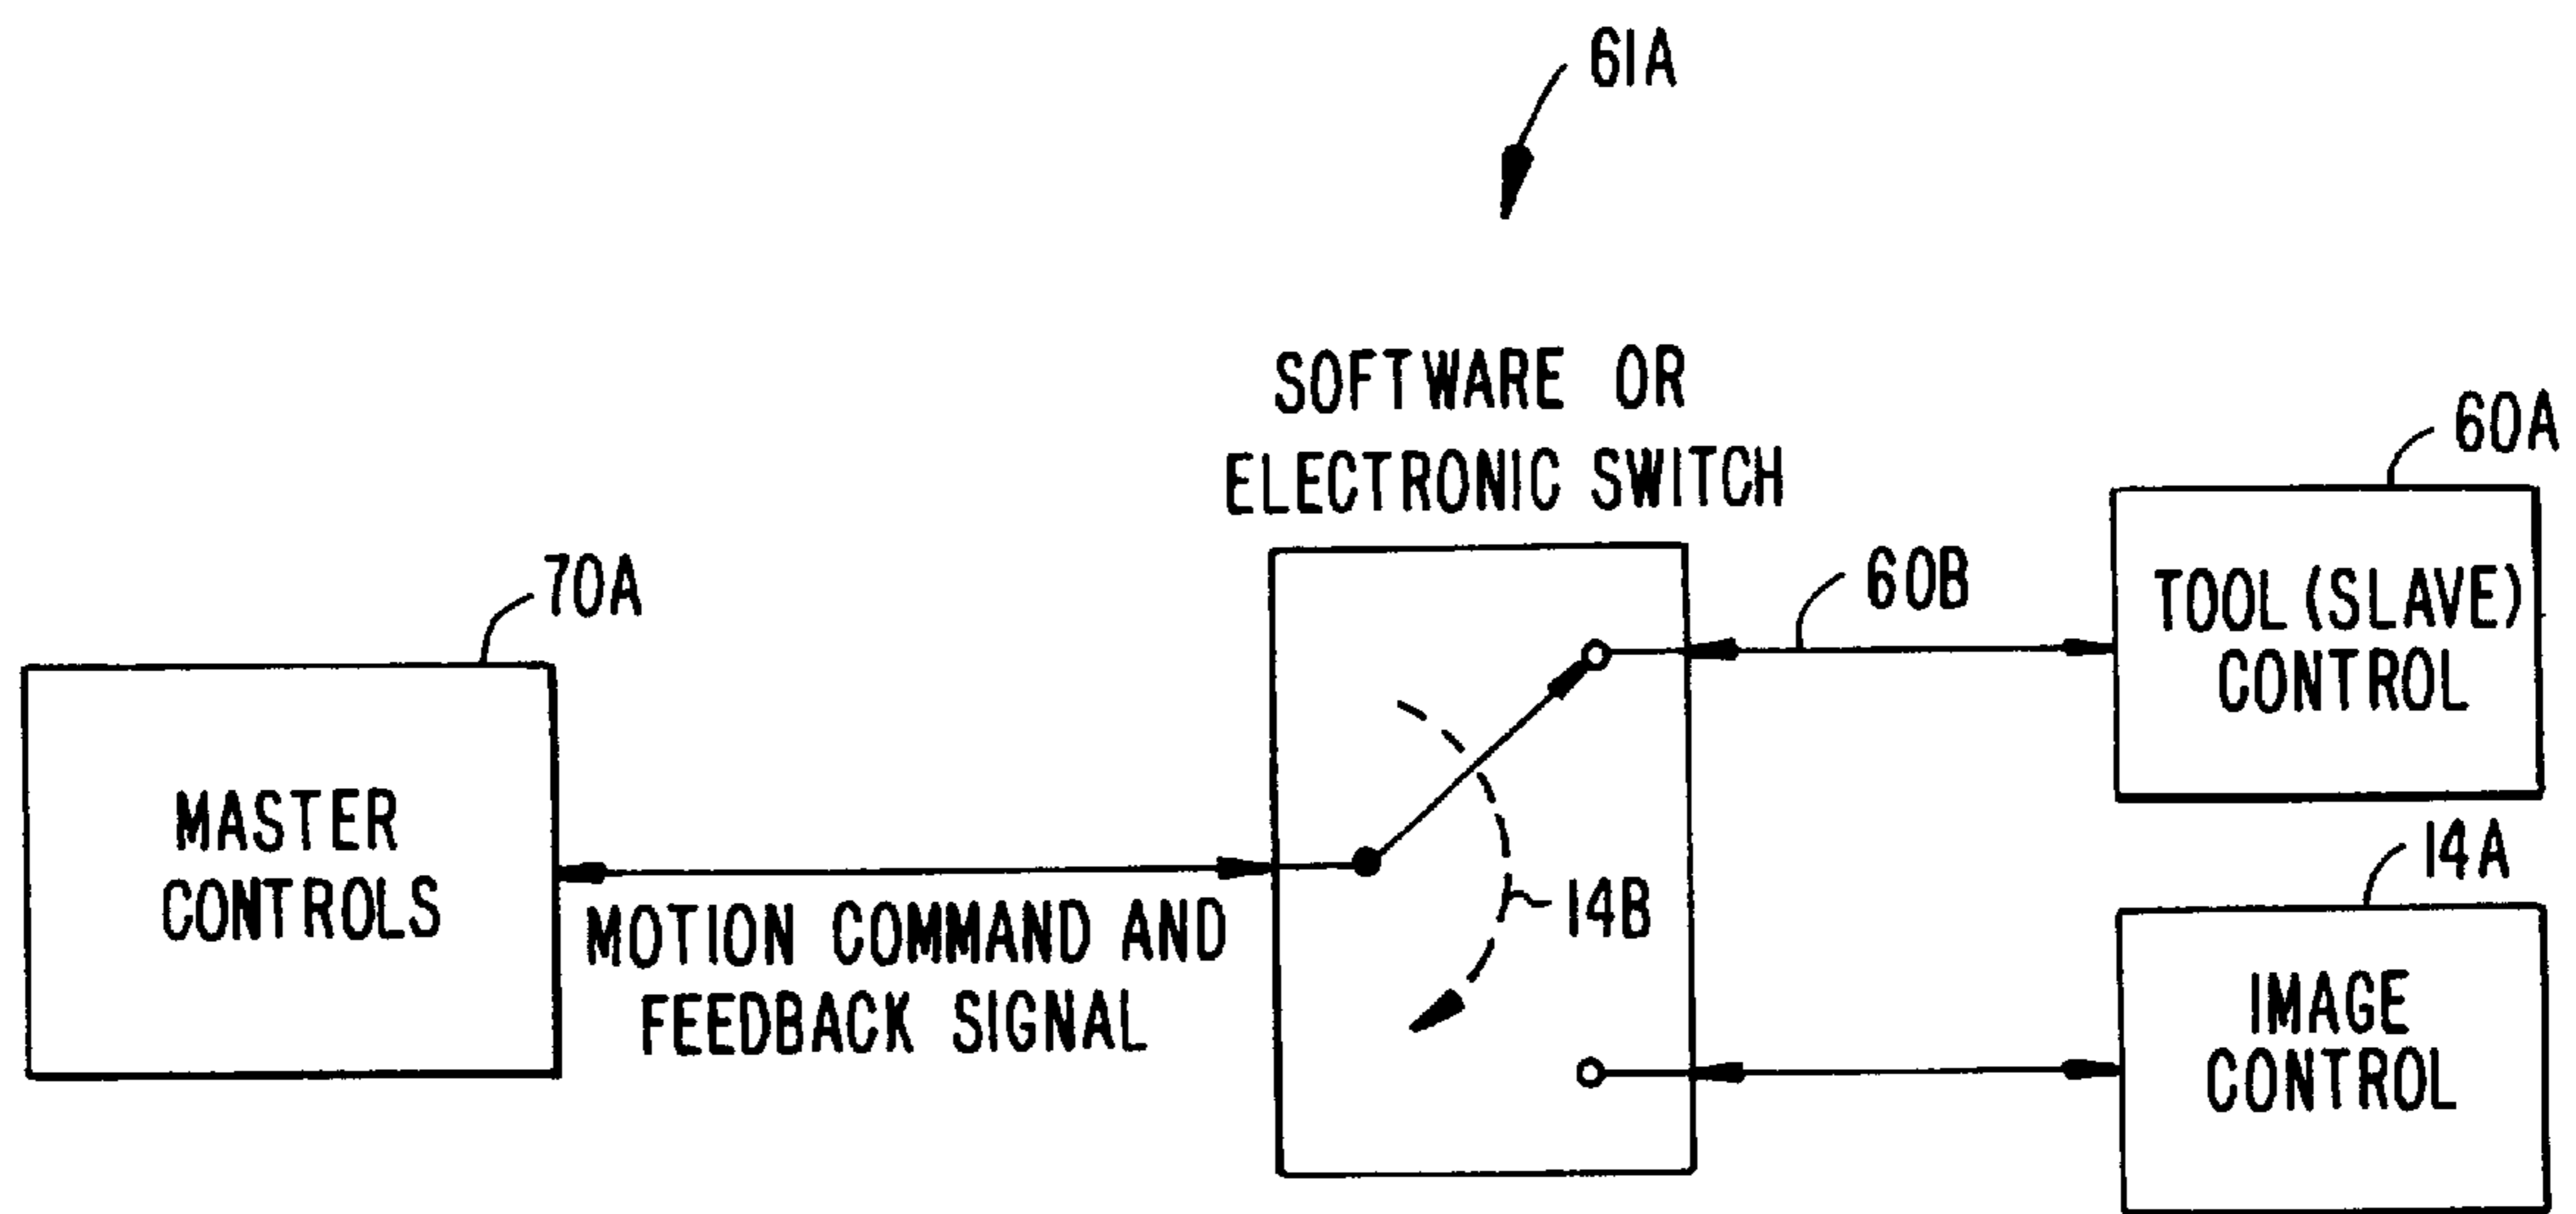 61A
SOFTWARE OR
ELECTRONIC SWITCH
60A
TOOL (SLAVE)
CONTROL
60B
70A
MASTER
CONTROLS
MOTION COMMAND AND
FEEDBACK SIGNAL
14B
14A
IMAGE
CONTROL